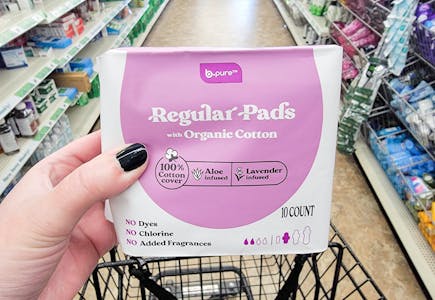 b.pure™
Regular Pads
with Organic Cotton
100%
Cotton
cover
Aloe
infused
Lavender
infused
10 COUNT
NO Dyes
NO Chlorine
NO Added Fragrances